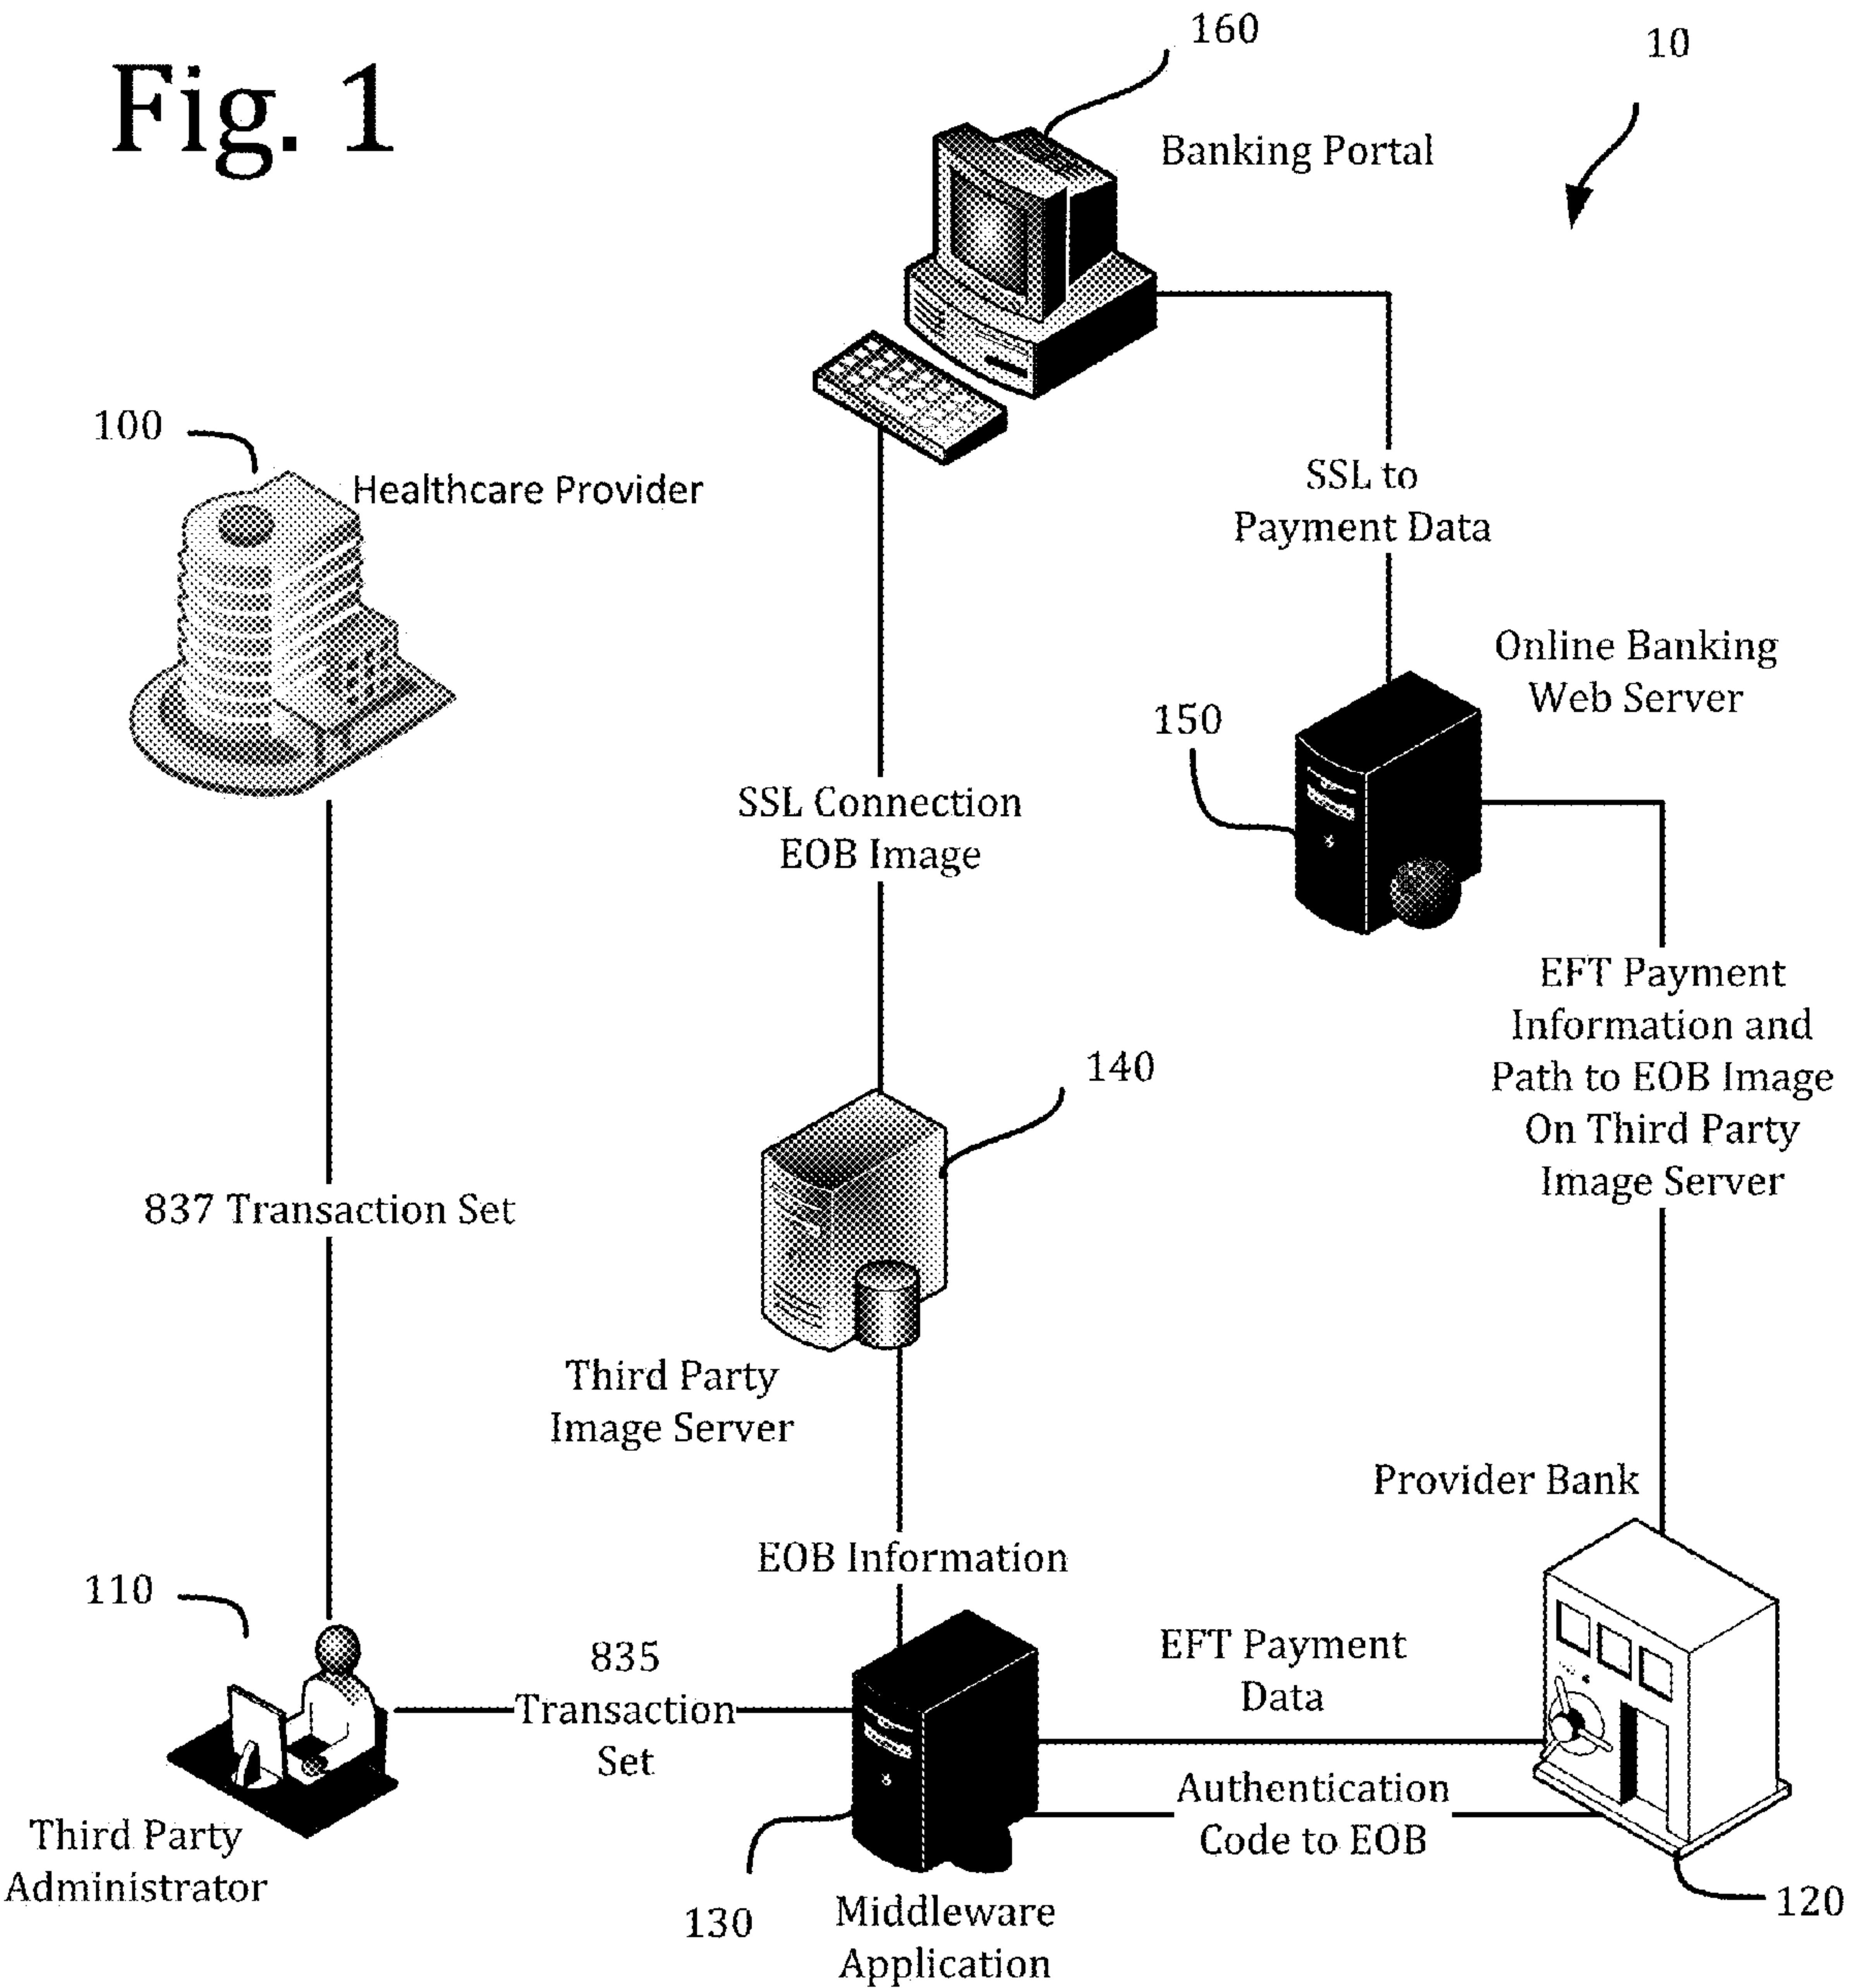 Fig. 1
160
10
Banking Portal
100
Healthcare Provider
SSL to
Payment Data
Online Banking
Web Server
150
SSL Connection
EOB Image
EFT Payment
Information and
Path to EOB Image
On Third Party
Image Server
140
837 Transaction Set
Third Party
Image Server
Provider Bank
EOB Information
110
835
Transaction
Set
EFT Payment
Data
Authentication
Code to EOB
Third Party
Administrator
130
Middleware
Application
120